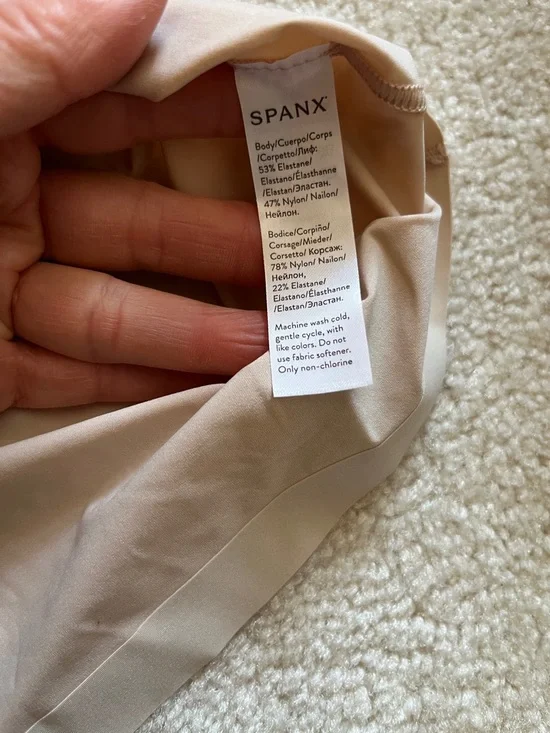 SPANX®
Body/Cuerpo/Corps
/Corpetto/Лиф:
53% Elastane/
Elastano/Élasthanne
/Elastan/Эластан.
47% Nylon/ Nailon/
Нейлон.
Bodice/Corpiño/
Corsage/Mieder/
Corsetto/ Корсаж:
78% Nylon/ Nailon/
Нейлон,
22% Elastane/
Elastano/Élasthanne
/Elastan/Эластан.
Machine wash cold,
gentle cycle, with
like colors. Do not
use fabric softener.
Only non-chlorine